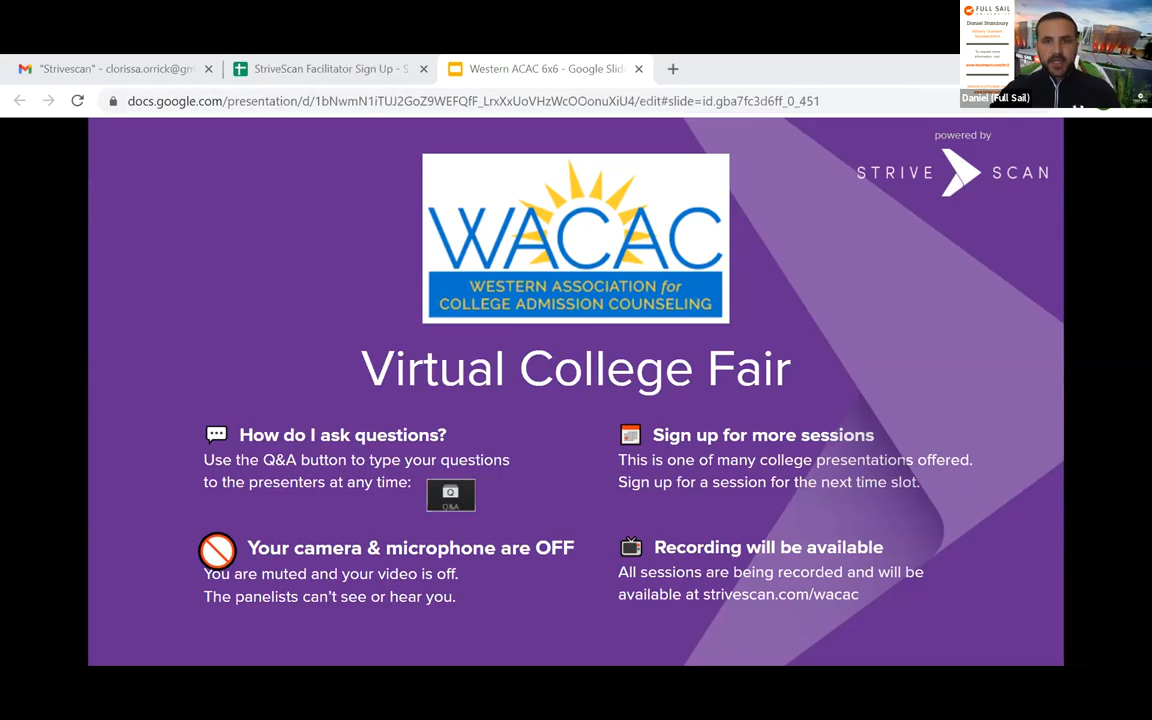 "Strivescan" - clorissa.orrick@gm
StriveScan Facilitator Sign Up - S
Western ACAC 6x6 - Google Slid
docs.google.com/presentation/d/1bNwmN1iTUJ2GoZ9WEFQfF_LrxXxUoVHzWcOOonuXiU4/edit#slide=id.gba7fc3d6ff_0_451
FULL SAIL
UNIVERSITY
Daniel Stansbury
Daniel (Full Sail)
powered by
STRIVE SCAN
WACAC
WESTERN ASSOCIATION for
COLLEGE ADMISSION COUNSELING
Virtual College Fair
How do I ask questions?
Use the Q&A button to type your questions
to the presenters at any time:
Q
Q&A
Your camera & microphone are OFF
You are muted and your video is off.
The panelists can't see or hear you.
Sign up for more sessions
This is one of many college presentations offered.
Sign up for a session for the next time slot.
Recording will be available
All sessions are being recorded and will be
available at strivescan.com/wacac